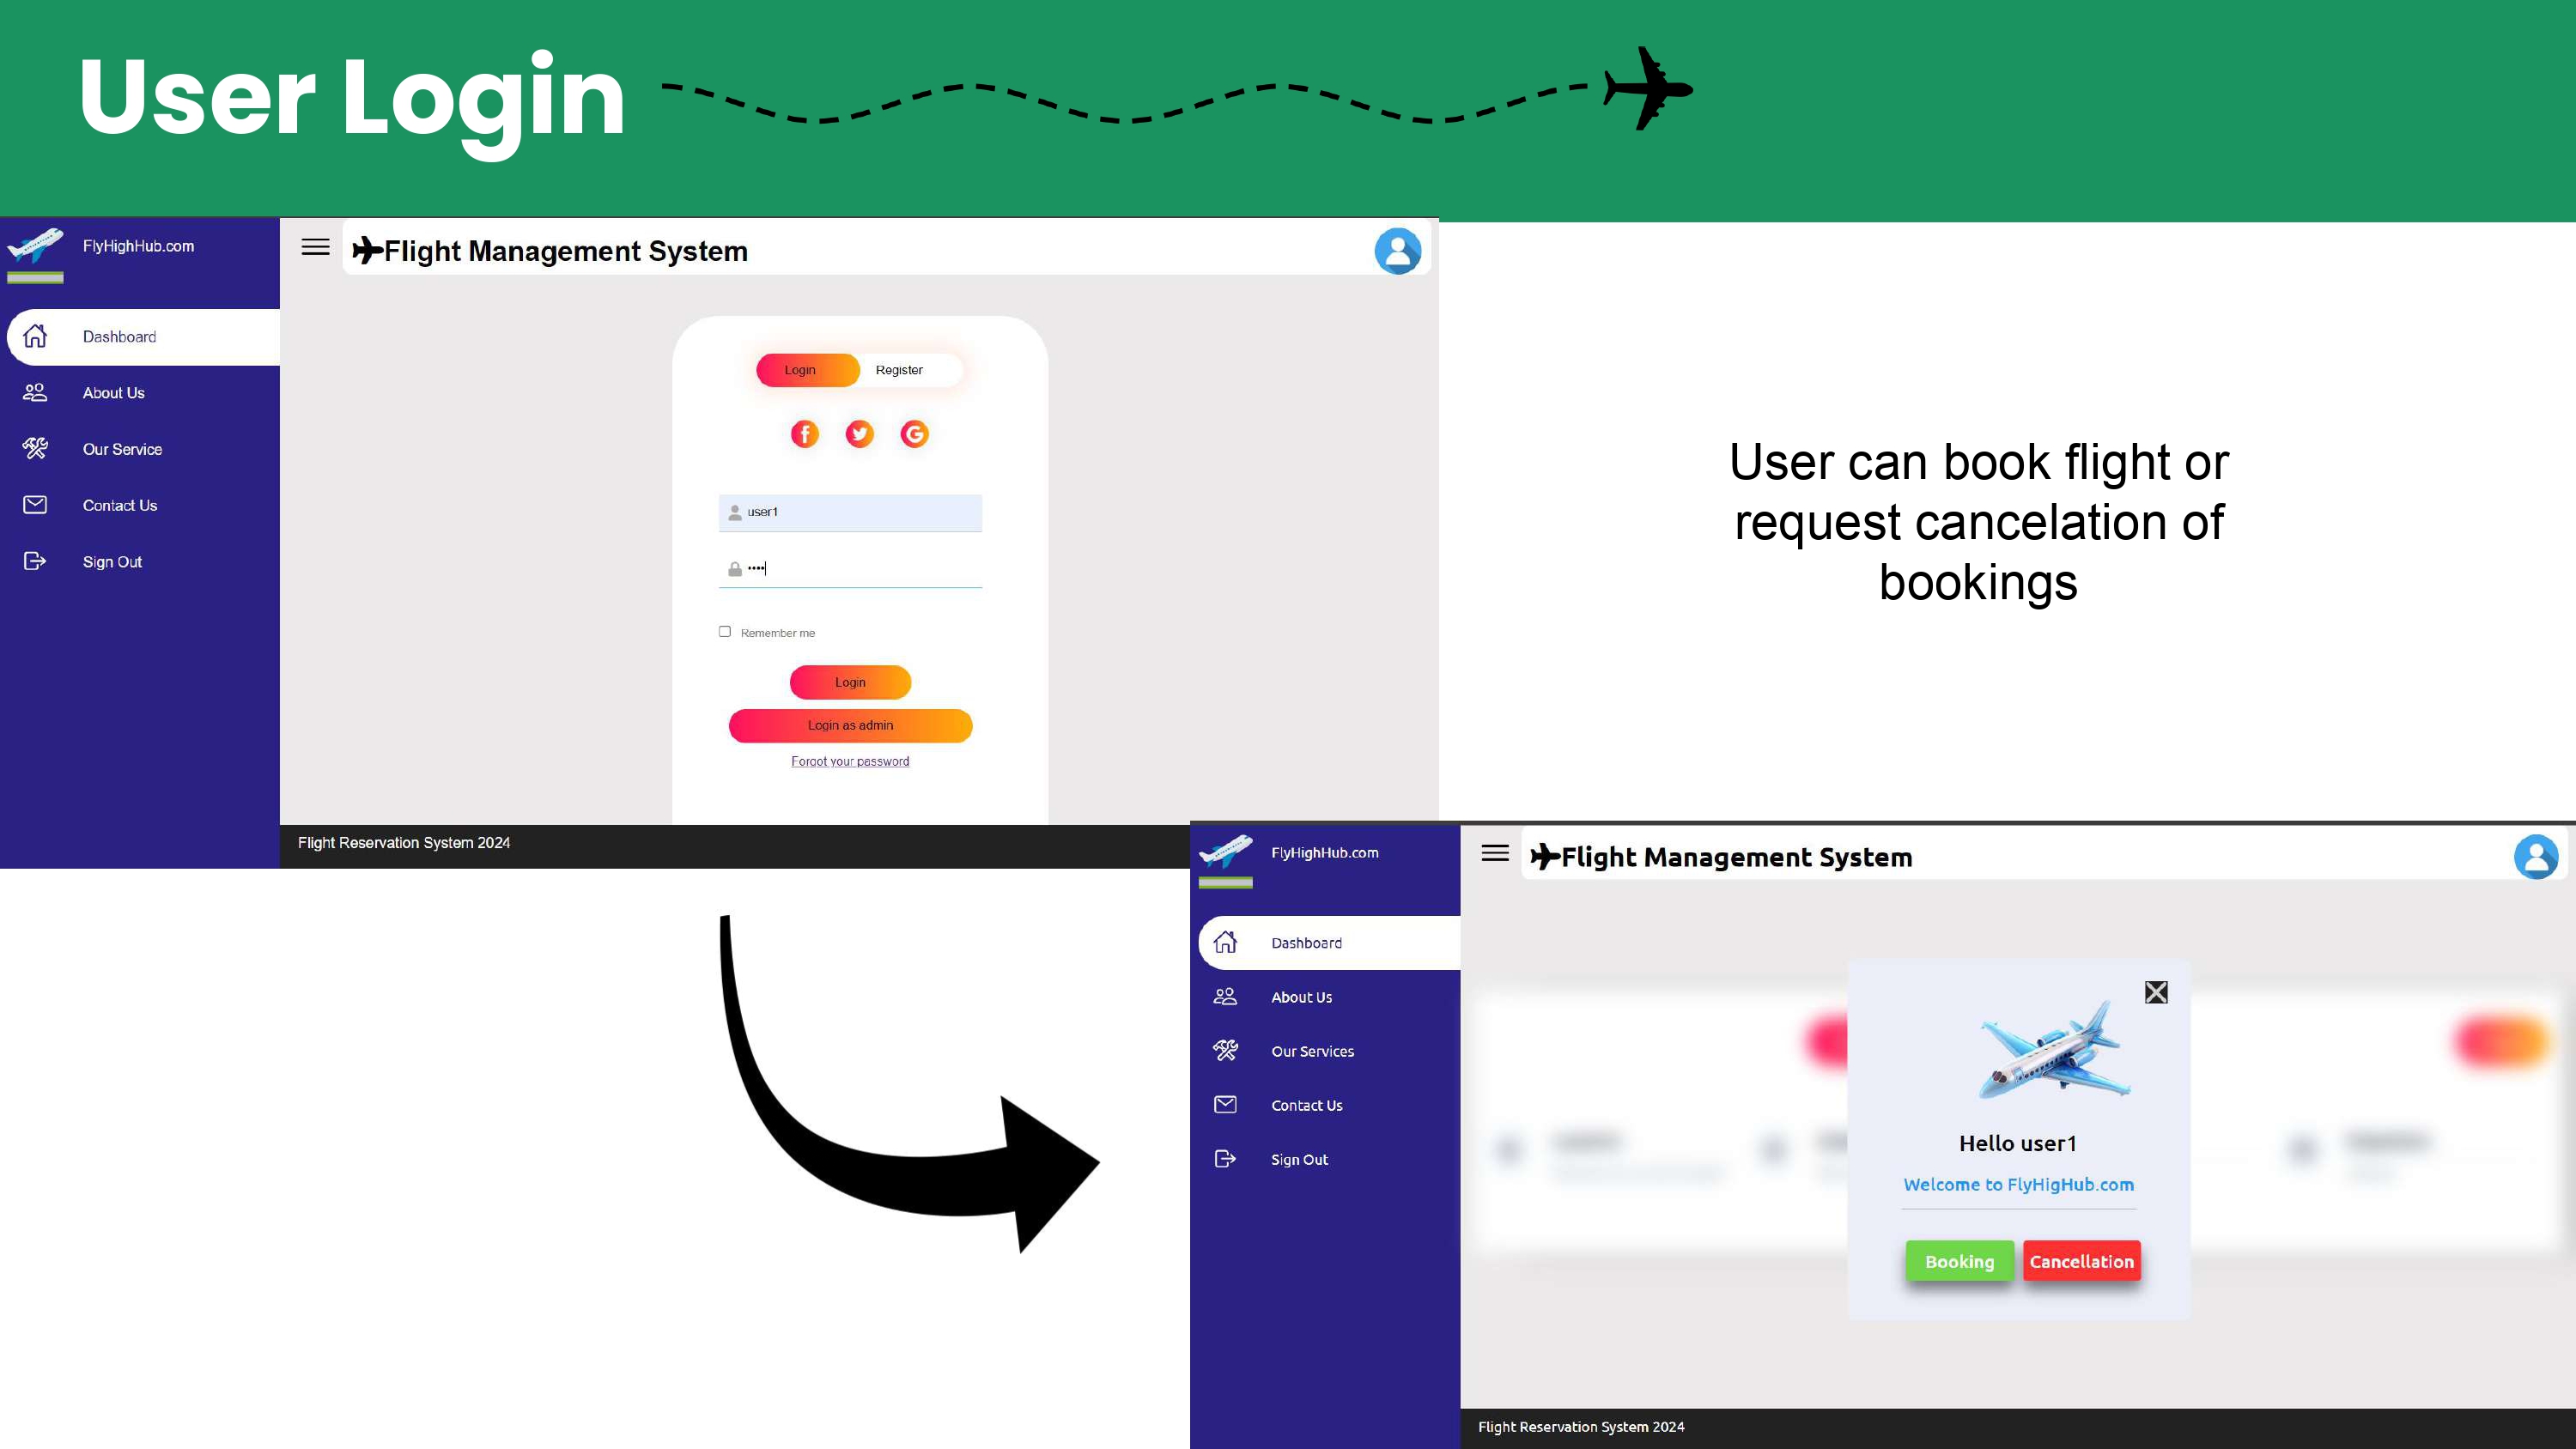 User Login
FlyHighHub.com
Flight Management System
Dashboard
About Us
Our Service
Contact Us
Sign Out
Login
Register
user1
Remember me
Login
Login as admin
Forgot your password
Flight Reservation System 2024
User can book flight or
request cancelation of
bookings
FlyHighHub.com
Flight Management System
Dashboard
About Us
Our Services
Contact Us
Sign Out
Hello user1
Welcome to FlyHigHub.com
Booking
Cancellation
Flight Reservation System 2024